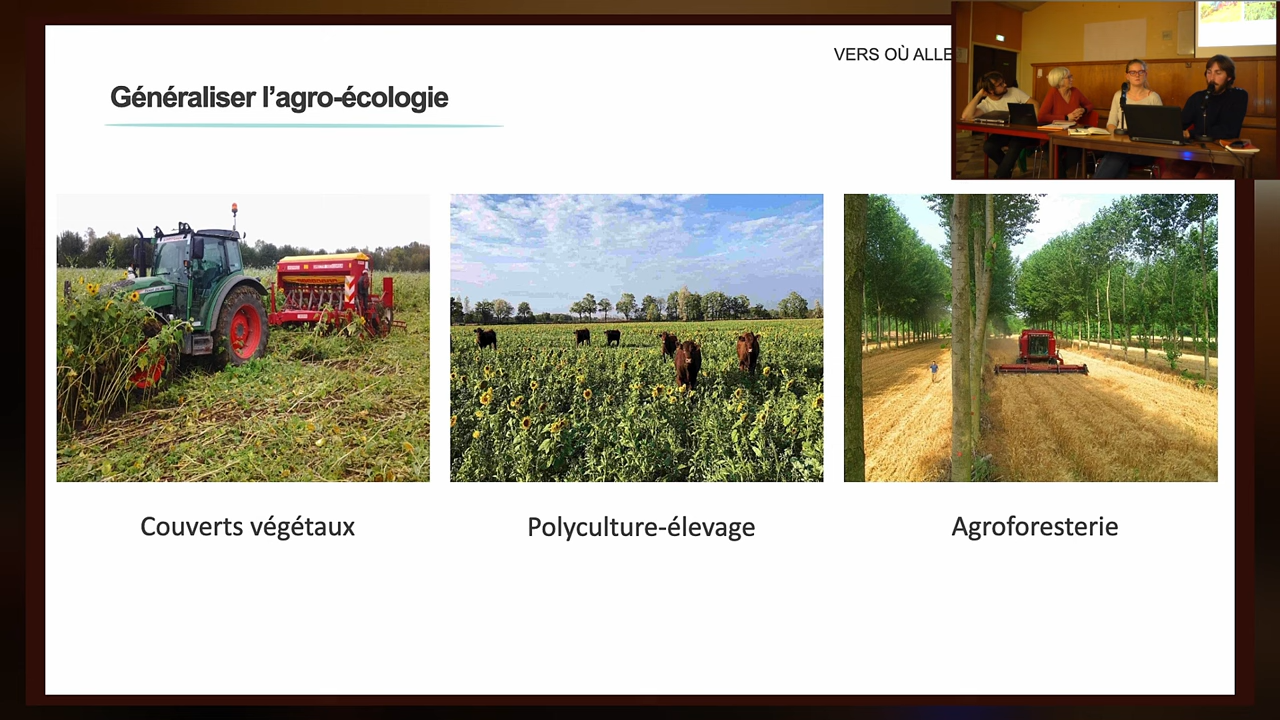 VERS OÙ ALLE
Généraliser l’agro-écologie
Couverts végétaux
Polyculture-élevage
Agroforesterie